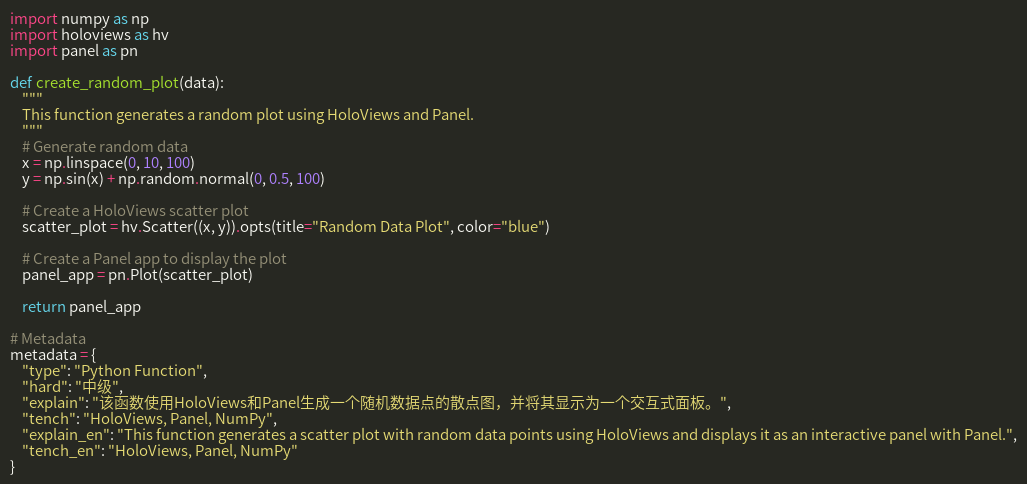 import numpy as np
import holoviews as hv
import panel as pn

def create_random_plot(data):
    """
    This function generates a random plot using HoloViews and Panel.
    """
    # Generate random data
    x = np.linspace(0, 10, 100)
    y = np.sin(x) + np.random.normal(0, 0.5, 100)

    # Create a HoloViews scatter plot
    scatter_plot = hv.Scatter((x, y)).opts(title="Random Data Plot", color="blue")

    # Create a Panel app to display the plot
    panel_app = pn.Plot(scatter_plot)

    return panel_app

# Metadata
metadata = {
    "type": "Python Function",
    "hard": "中级",
    "explain": "该函数使用HoloViews和Panel生成一个随机数据点的散点图，并将其显示为一个交互式面板。",
    "tench": "HoloViews, Panel, NumPy",
    "explain_en": "This function generates a scatter plot with random data points using HoloViews and displays it as an interactive panel with Panel.",
    "tench_en": "HoloViews, Panel, NumPy"
}